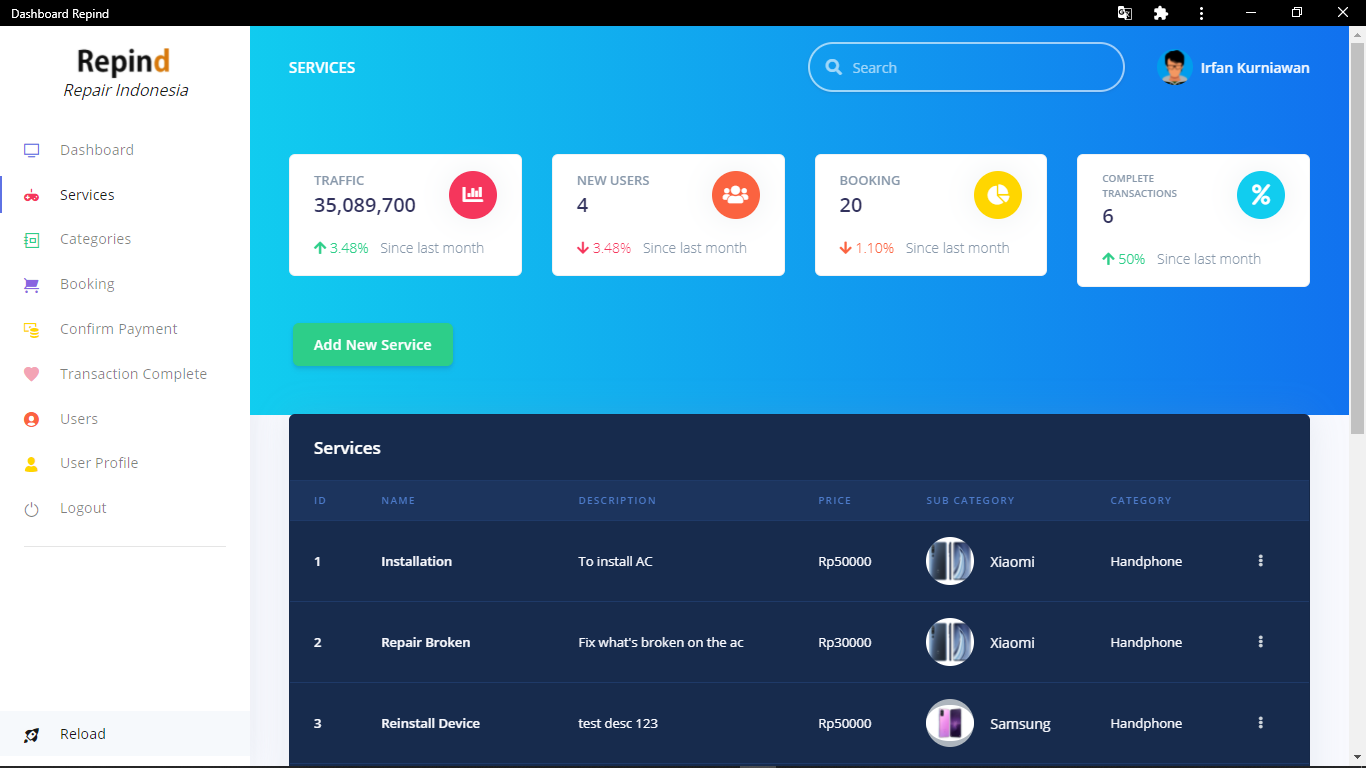 Dashboard Repind
Repind
Repair Indonesia
Dashboard
Services
Categories
Booking
Confirm Payment
Transaction Complete
Users
User Profile
Logout
Reload
SERVICES
Search
Irfan Kurniawan
TRAFFIC
35,089,700
3.48% Since last month
NEW USERS
4
3.48% Since last month
BOOKING
20
1.10% Since last month
COMPLETE
TRANSACTIONS
6
50% Since last month
Add New Service
Services
ID NAME DESCRIPTION PRICE SUB CATEGORY CATEGORY
1 Installation To install AC Rp50000 Xiaomi Handphone
2 Repair Broken Fix what's broken on the ac Rp30000 Xiaomi Handphone
3 Reinstall Device test desc 123 Rp50000 Samsung Handphone